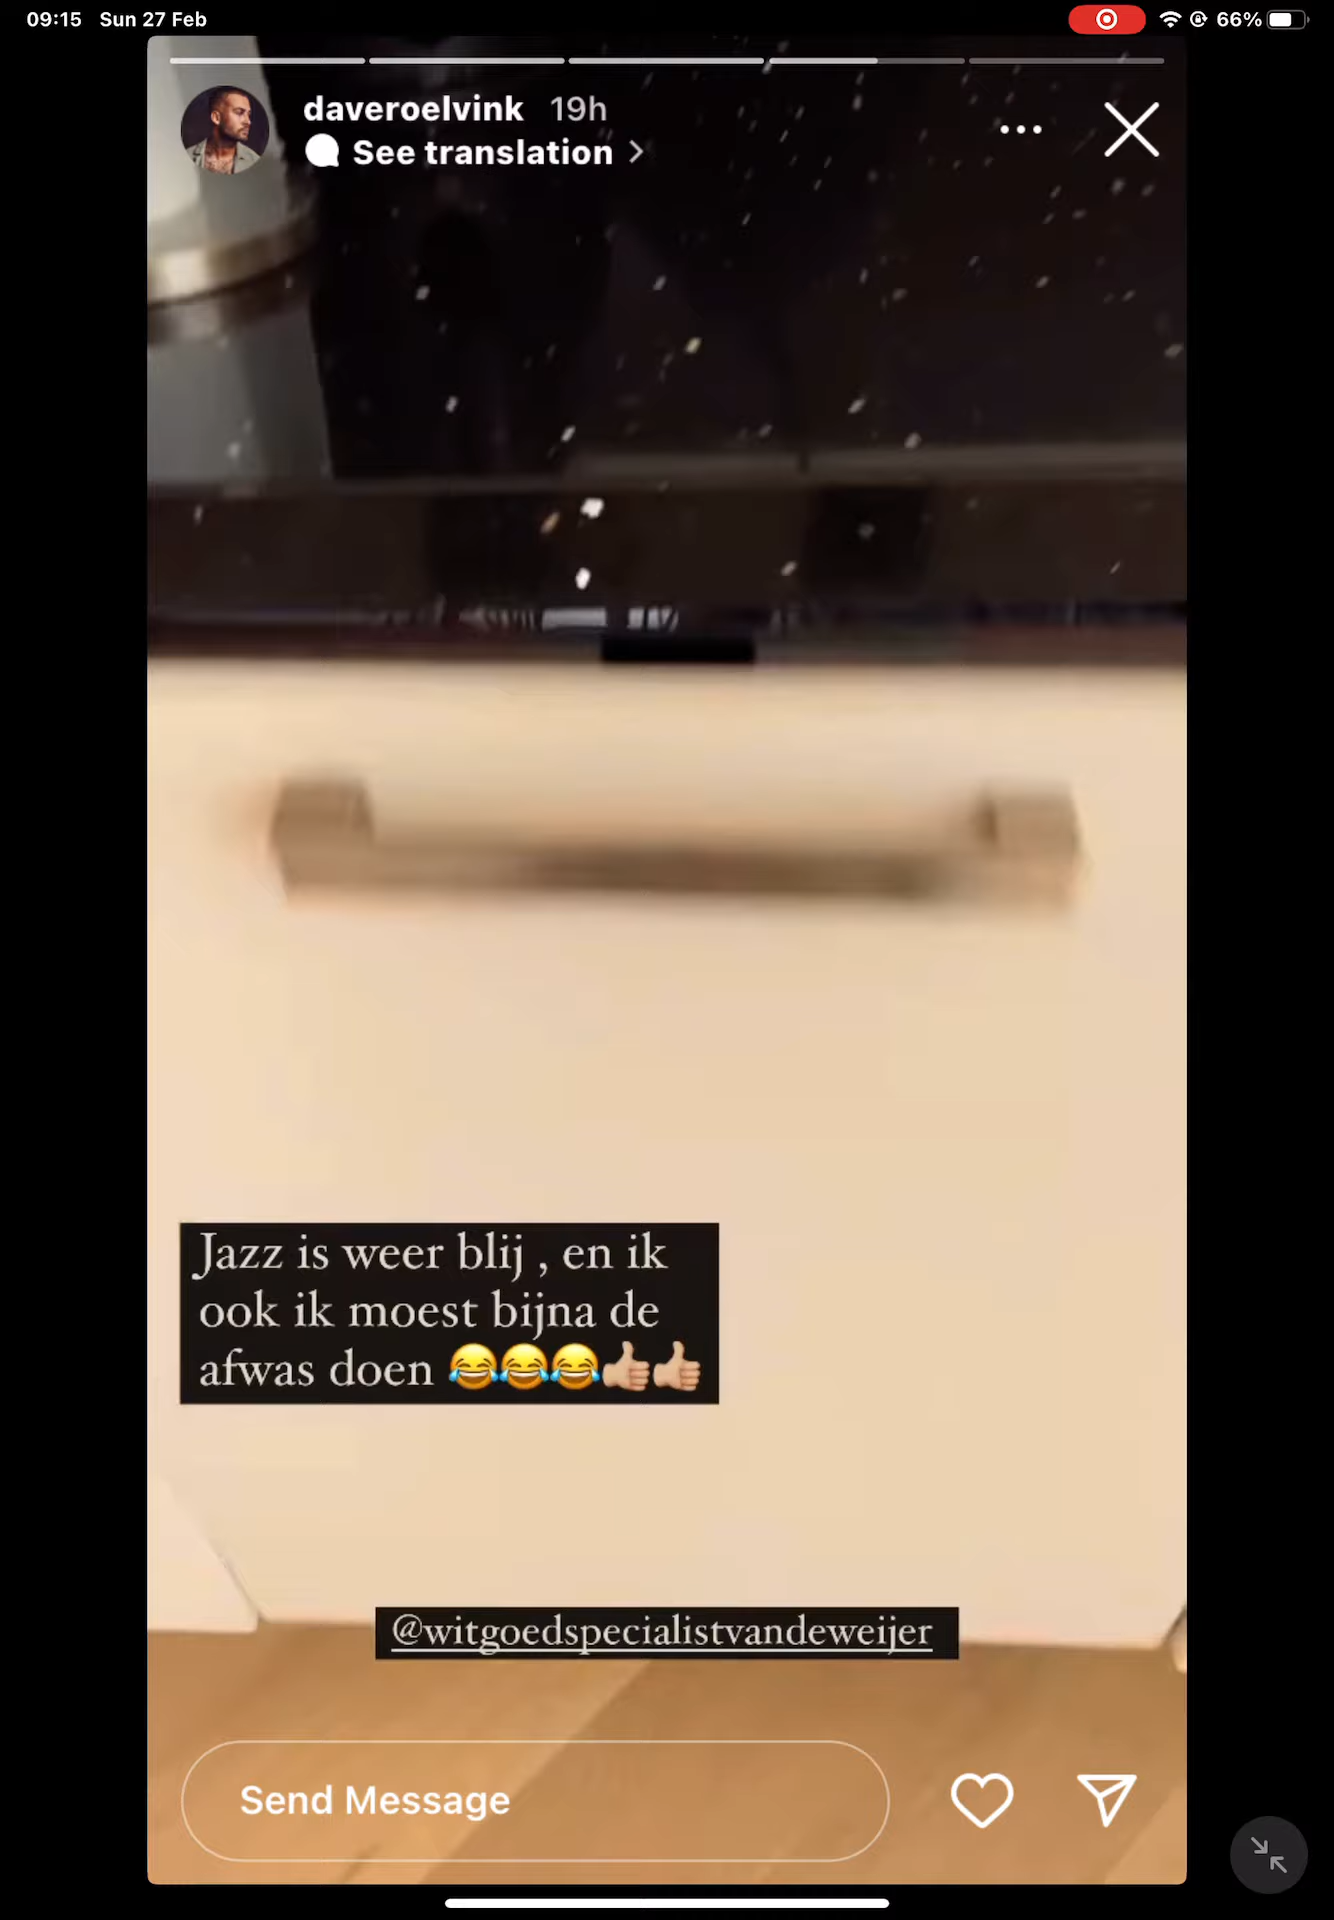 09:15 Sun 27 Feb
66%
daveroelvink 19h
See translation
Jazz is weer blij , en ik
ook ik moest bijna de
afwas doen 😂😂😂👍🏼👍🏼
@witgoedspecialistvandeweijer
Send Message